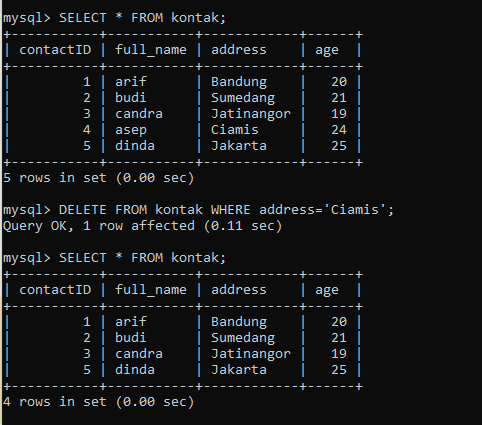 mysql> SELECT * FROM kontak;
+-----------+-----------+------------+------+
| contactID | full_name | address    | age  |
+-----------+-----------+------------+------+
|         1 | arif      | Bandung    |   20 |
|         2 | budi      | Sumedang   |   21 |
|         3 | candra    | Jatinangor |   19 |
|         4 | asep      | Ciamis     |   24 |
|         5 | dinda     | Jakarta    |   25 |
+-----------+-----------+------------+------+
5 rows in set (0.00 sec)
mysql> DELETE FROM kontak WHERE address='Ciamis';
Query OK, 1 row affected (0.11 sec)
mysql> SELECT * FROM kontak;
+-----------+-----------+------------+------+
| contactID | full_name | address    | age  |
+-----------+-----------+------------+------+
|         1 | arif      | Bandung    |   20 |
|         2 | budi      | Sumedang   |   21 |
|         3 | candra    | Jatinangor |   19 |
|         5 | dinda     | Jakarta    |   25 |
+-----------+-----------+------------+------+
4 rows in set (0.00 sec)